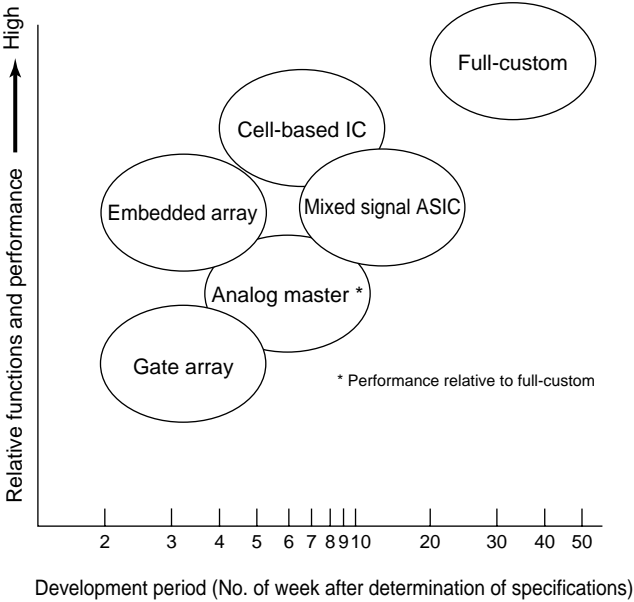 High
Relative functions and performance
Full-custom
Cell-based IC
Embedded array
Mixed signal ASIC
Analog master *
Gate array
* Performance relative to full-custom
2 3 4 5 6 7 8 9 10 20 30 40 50
Development period (No. of week after determination of specifications)